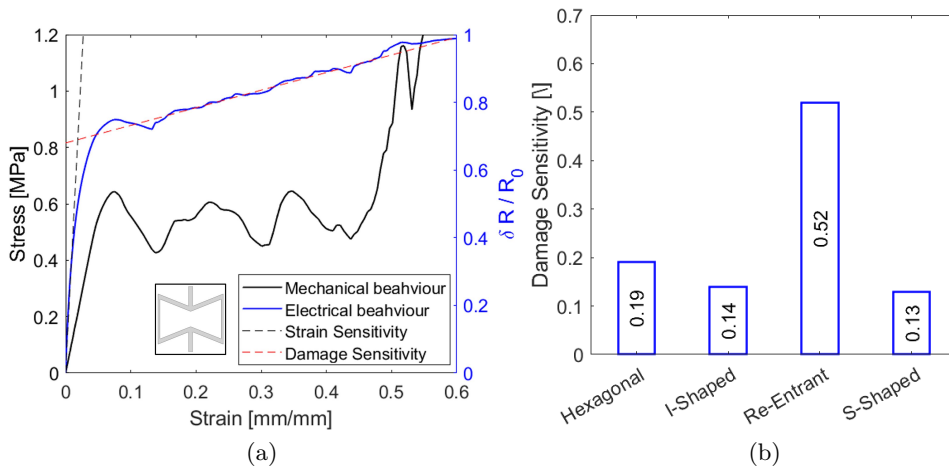 1.2
1
0.8
0.6
0.4
0.2
0
Stress [MPa]
1
0.8
0.6
0.4
0.2
0
δ R / R0
Mechanical beahviour
Electrical beahviour
Strain Sensitivity
Damage Sensitivity
0
0.1
0.2
0.3
0.4
0.5
0.6
Strain [mm/mm]
(a)
0.7
0.6
0.5
0.4
0.3
0.2
0.1
0
Damage Sensitivity [\]
0.19
0.14
0.52
0.13
Hexagonal
I-Shaped
Re-Entrant
S-Shaped
(b)